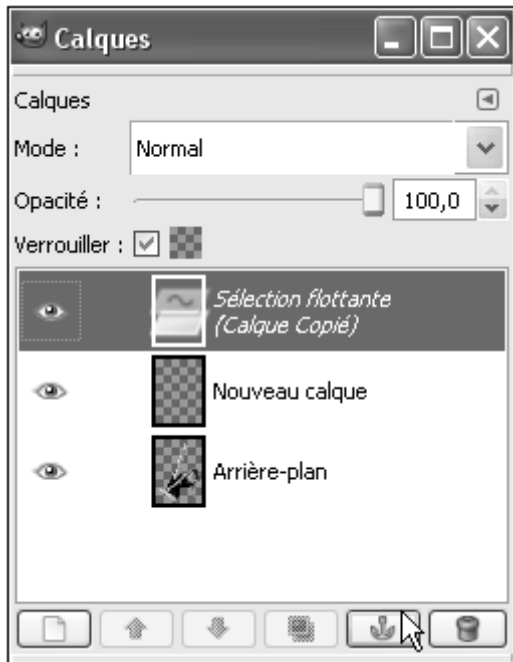 Calques
Calques
Mode :
Normal
Opacité :
100,0
Verrouiller :
Sélection flottante
(Calque Copié)
Nouveau calque
Arrière-plan